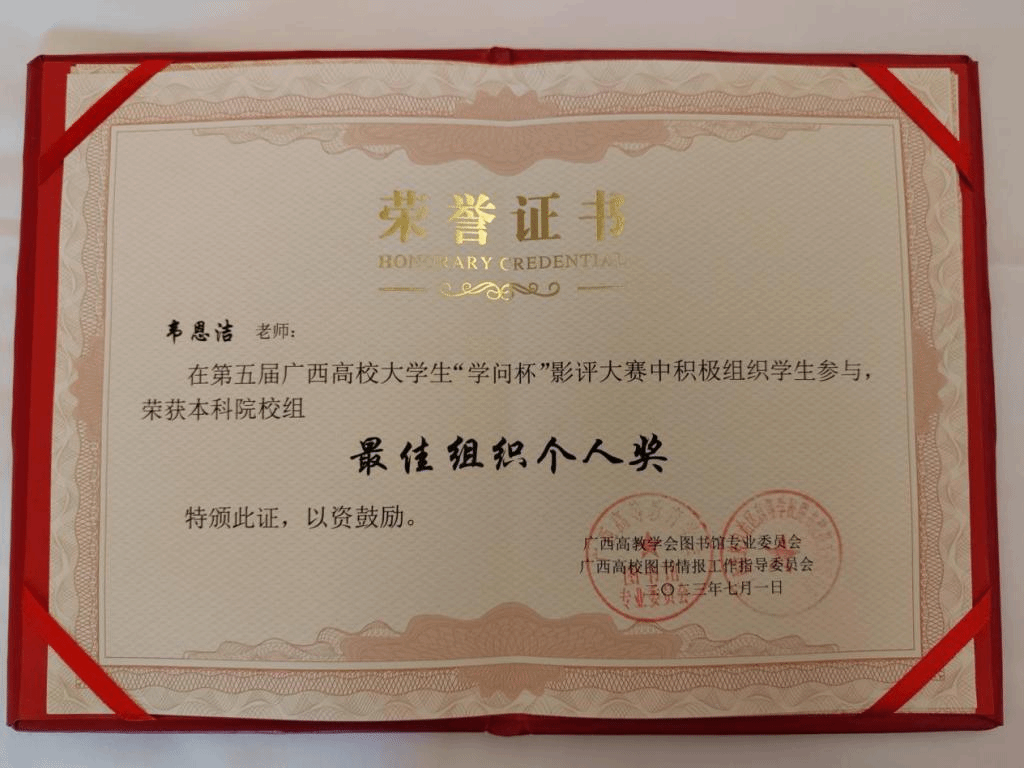 荣誉证书
HONORARY CREDENTIAL
韦恩洁 老师：
在第五届广西高校大学生“学问杯”影评大赛中积极组织学生参与，
荣获本科院校组
最佳组织个人奖
特颁此证，以资鼓励。
广西高教学会图书馆专业委员会
广西高校图书情报工作指导委员会
二〇二三年七月一日